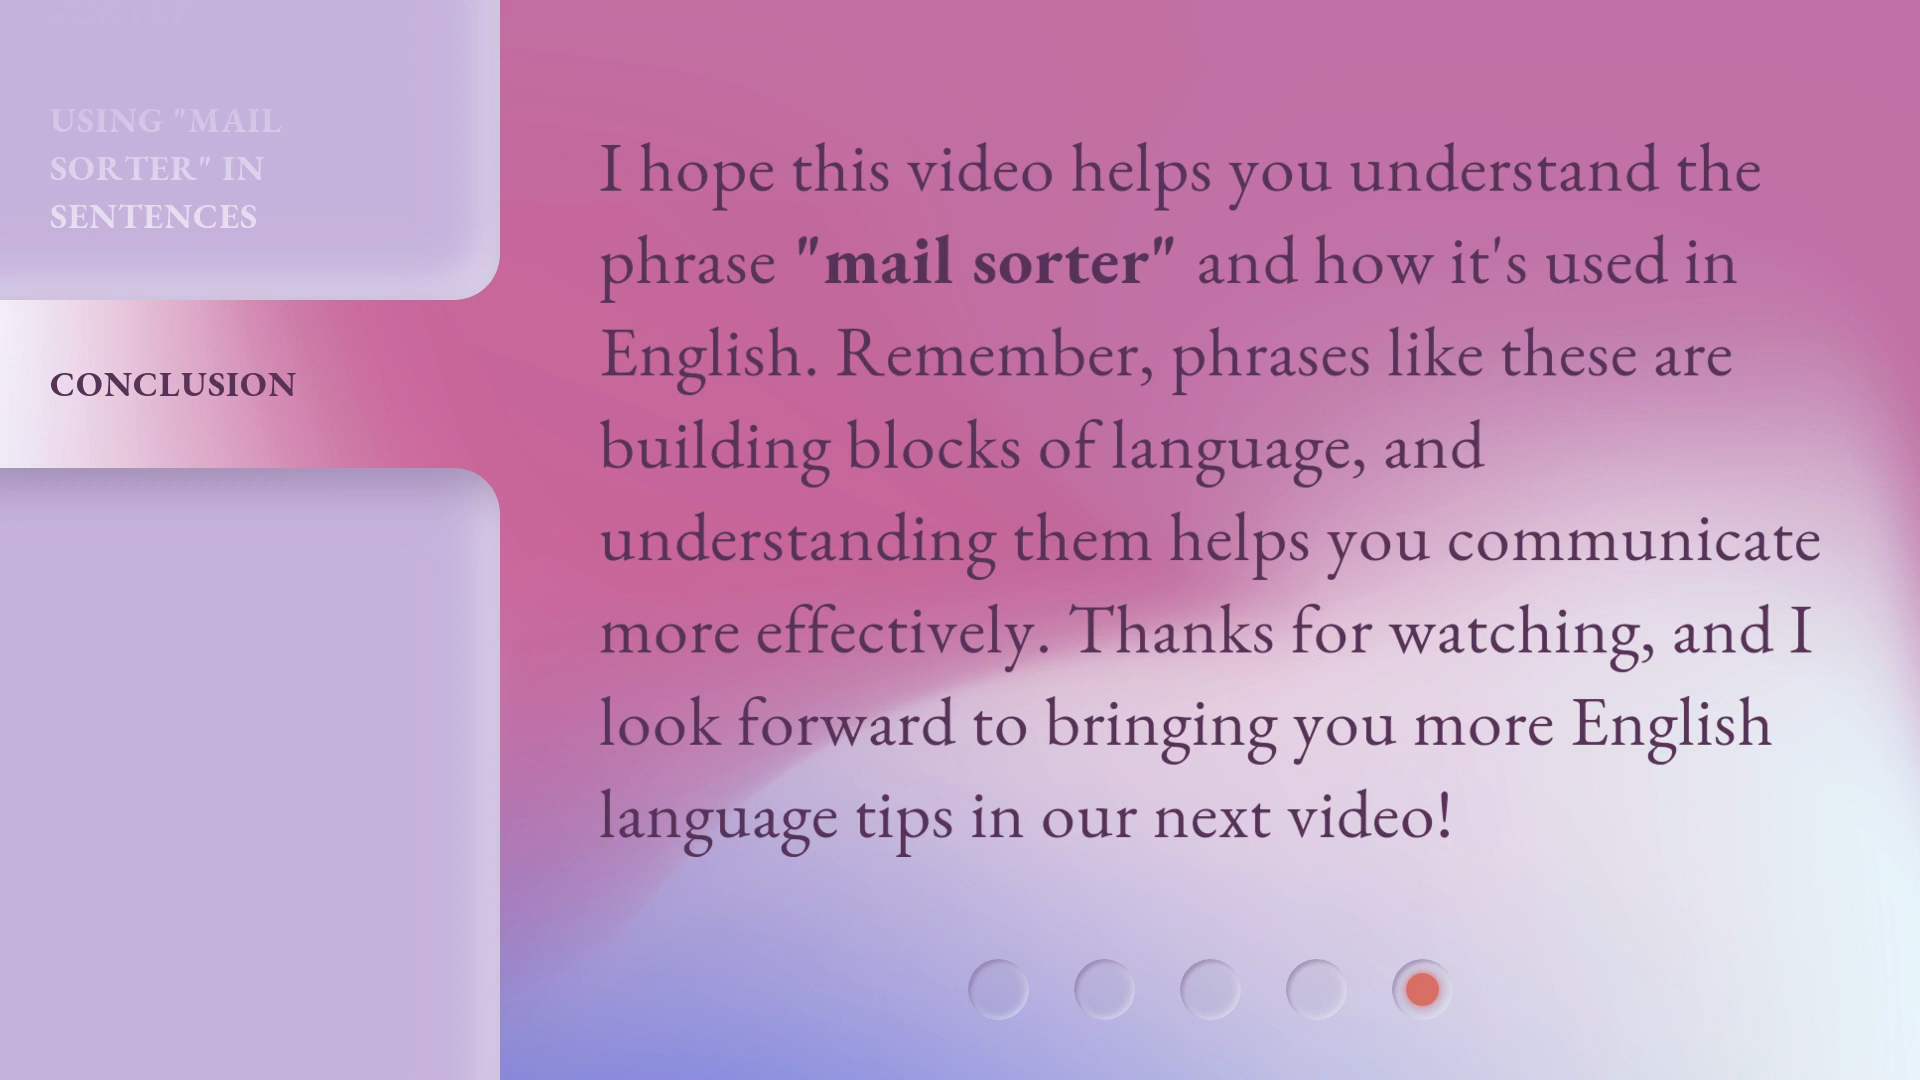 USING "MAIL
SORTER" IN
SENTENCES
CONCLUSION
I hope this video helps you understand the
phrase "mail sorter" and how it's used in
English. Remember, phrases like these are
building blocks of language, and
understanding them helps you communicate
more effectively. Thanks for watching, and I
look forward to bringing you more English
language tips in our next video!